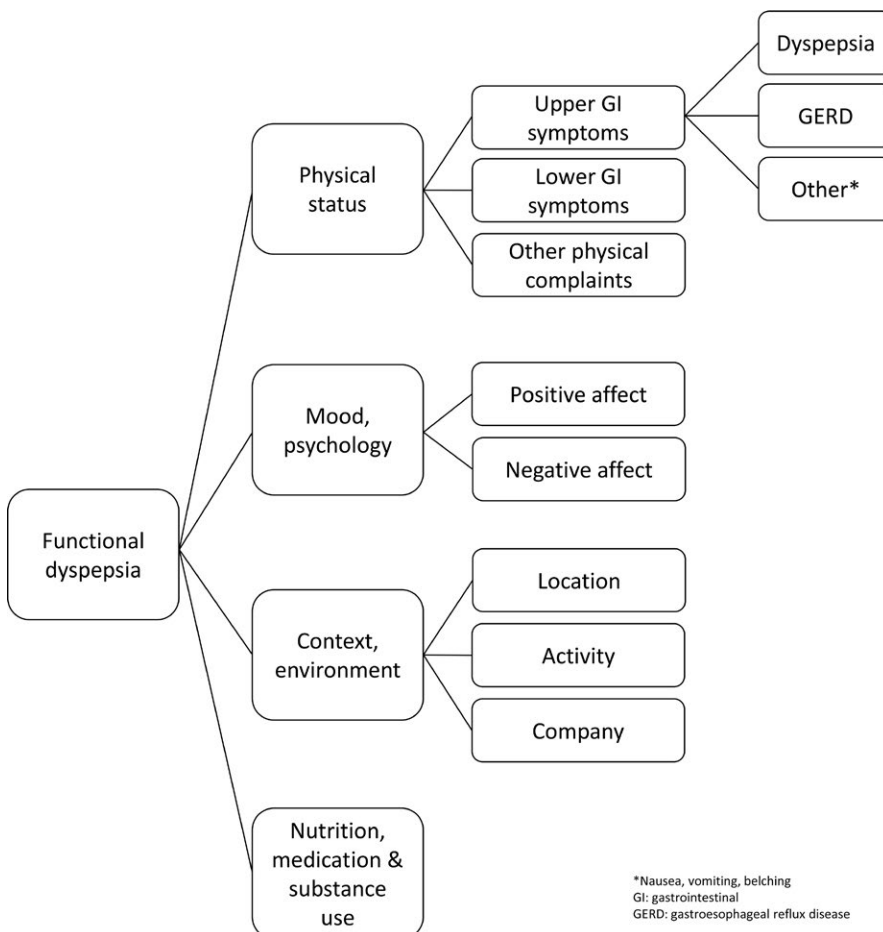 Functional
dyspepsia
Physical
status
Upper GI
symptoms
Dyspepsia
GERD
Other*
Lower GI
symptoms
Other physical
complaints
Mood,
psychology
Positive affect
Negative affect
Context,
environment
Location
Activity
Company
Nutrition,
medication &
substance
use
*Nausea, vomiting, belching
GI: gastrointestinal
GERD: gastroesophageal reflux disease